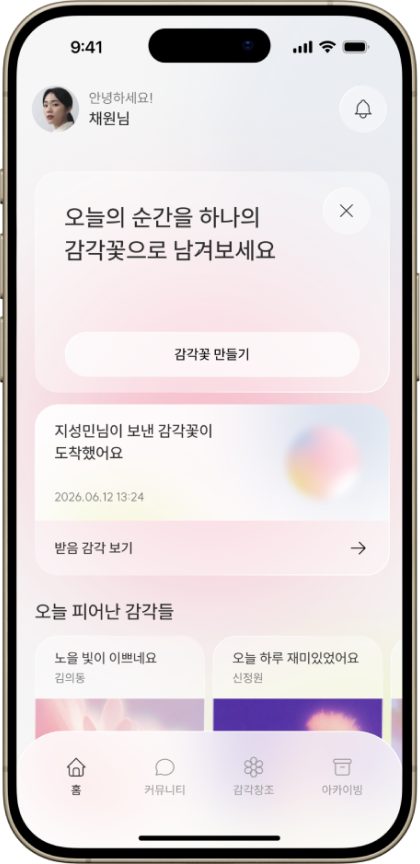 9:41
안녕하세요!
채원님
오늘의 순간을 하나의
감각꽃으로 남겨보세요
감각꽃 만들기
지성민님이 보낸 감각꽃이
도착했어요
2026.06.12 13:24
받음 감각 보기
오늘 피어난 감각들
노을 빛이 이쁘네요
김의동
오늘 하루 재미있었어요
신정원
홈
커뮤니티
감각창조
아카이빙